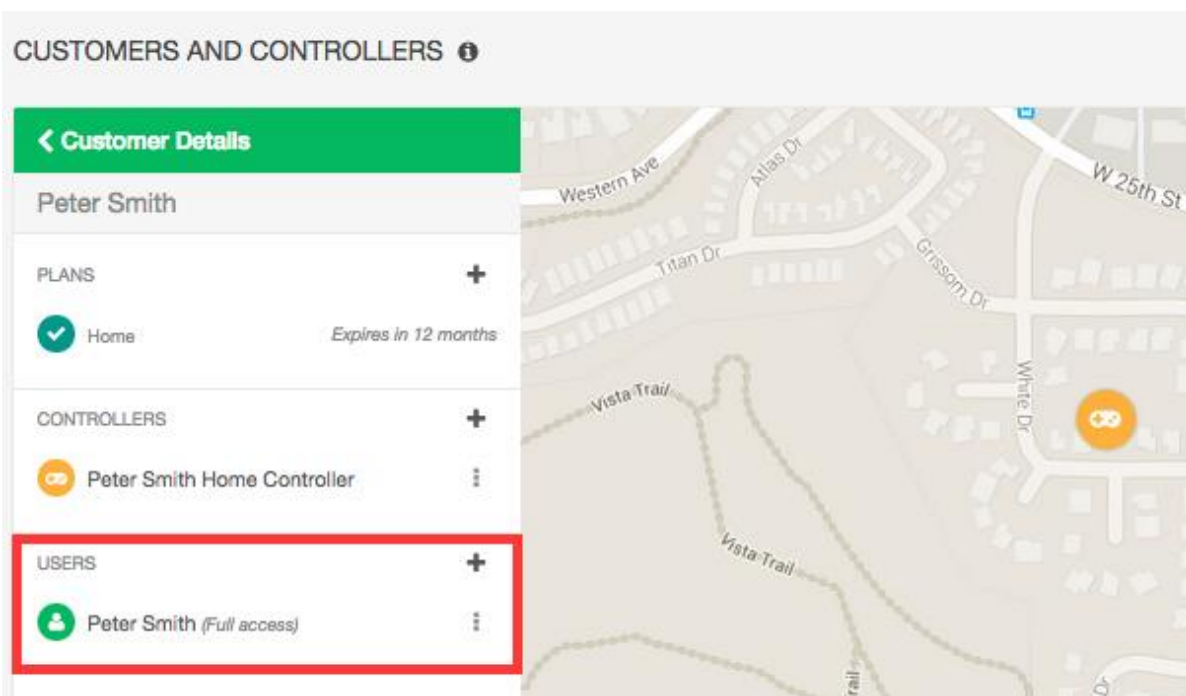 CUSTOMERS AND CONTROLLERS
Customer Details
Peter Smith
PLANS
Home
Expires in 12 months
CONTROLLERS
Peter Smith Home Controller
USERS
Peter Smith (Full access)
Western Ave
Atlas Dr
W 25th St
Titan Dr
Grissom Dr
Vista Trail
White Dr
Vista Trail
rail
Dr